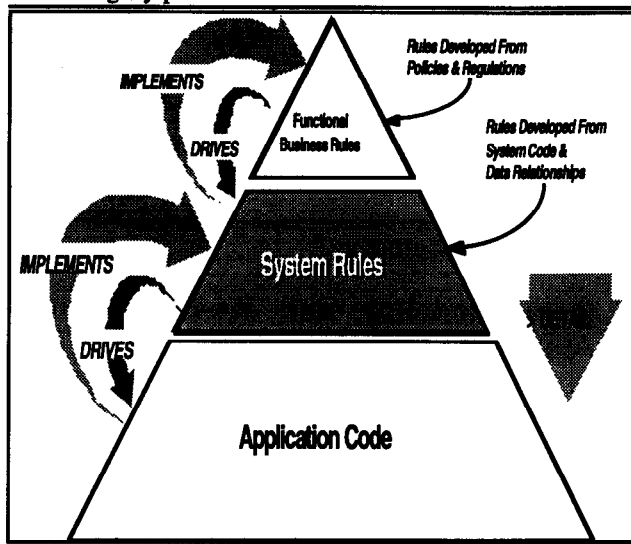 Rules Developed From
Policies & Regulations
IMPLEMENTS
Functional
Business Rules
Rules Developed From
System Code &
Data Relationships
DRIVES
System Rules
IMPLEMENTS
DRIVES
Application Code